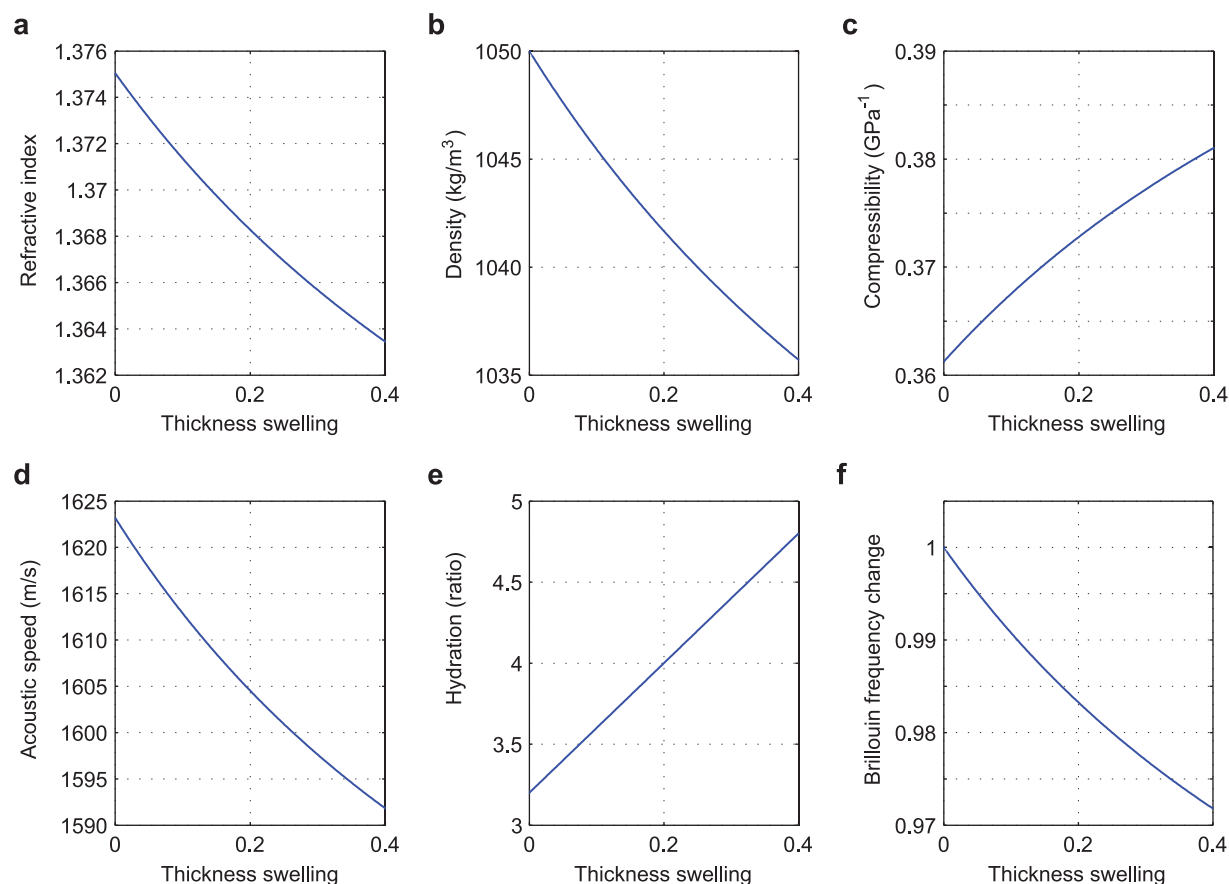 a
1.376
1.374
1.372
1.37
1.368
1.366
1.364
1.362
Refractive index
0 0.2 0.4
Thickness swelling
b
1050
1045
1040
1035
Density (kg/m³)
0 0.2 0.4
Thickness swelling
c
0.39
0.38
0.37
0.36
Compressibility (GPa⁻¹)
0 0.2 0.4
Thickness swelling
d
1625
1620
1615
1610
1605
1600
1595
1590
Acoustic speed (m/s)
0 0.2 0.4
Thickness swelling
e
5
4.5
4
3.5
3
Hydration (ratio)
0 0.2 0.4
Thickness swelling
f
1
0.99
0.98
0.97
Brillouin frequency change
0 0.2 0.4
Thickness swelling